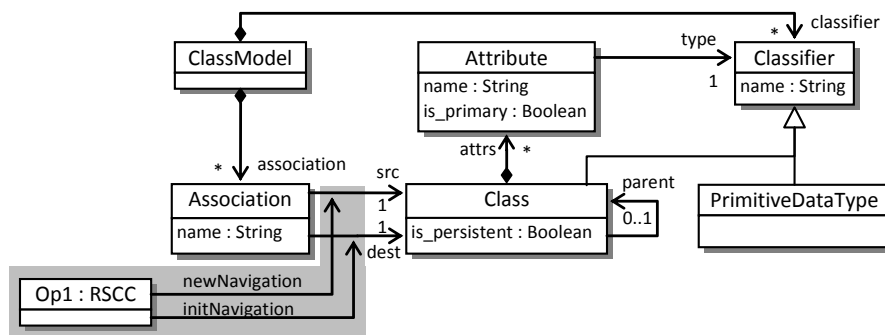 classifier
*
ClassModel
Attribute
name : String
is_primary : Boolean
type
1
Classifier
name : String
attrs
*
* association
src
1
parent
Association
name : String
1
dest
Class
is_persistent : Boolean
0..1
PrimitiveDataType
Op1 : RSCC
newNavigation
initNavigation